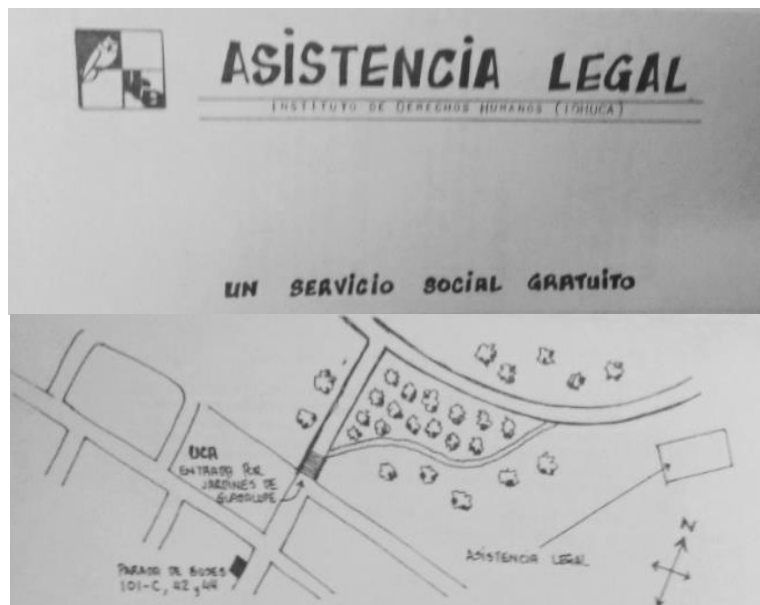 UCA
ASISTENCIA LEGAL
INSTITUTO DE DERECHOS HUMANOS (IDHUCA)
UN SERVICIO SOCIAL GRATUITO
UCA
ENTRADA POR
JARDINES DE
GUADALUPE
PARADA DE BUSES
101-C, 42, 44
ASISTENCIA LEGAL
N